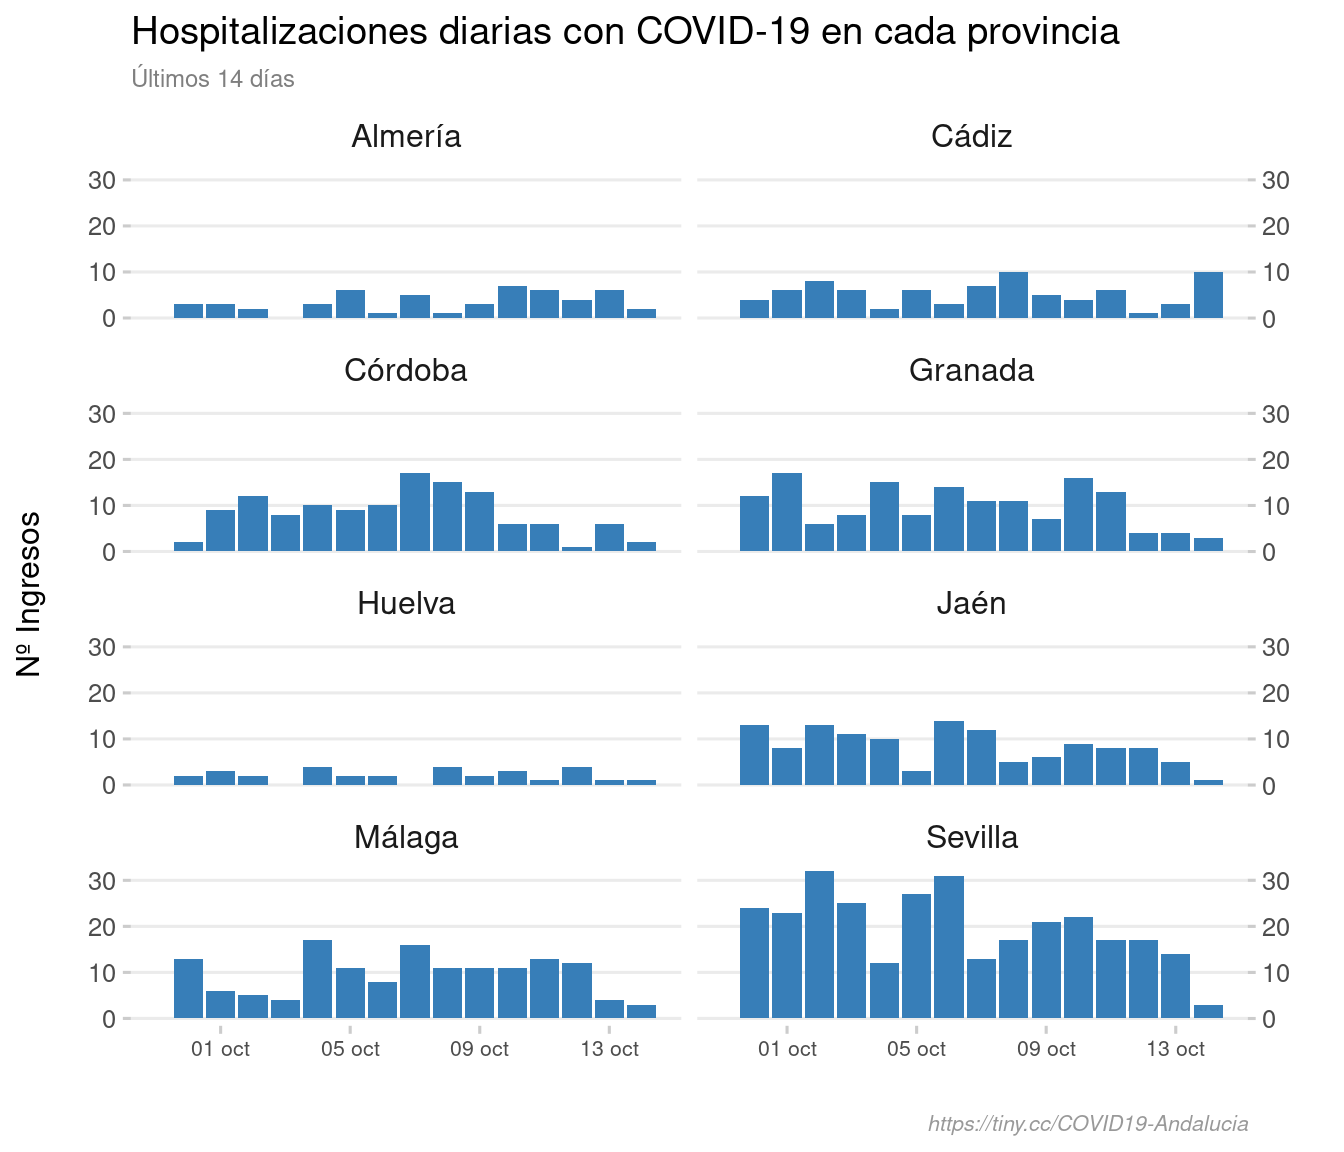 Hospitalizaciones diarias con COVID-19 en cada provincia
Últimos 14 días
Almería
Cádiz
30
20
10
0
30
20
10
0
Córdoba
Granada
30
20
10
0
30
20
10
0
Nº Ingresos
Huelva
Jaén
30
20
10
0
30
20
10
0
Málaga
Sevilla
30
20
10
0
30
20
10
0
01 oct 05 oct 09 oct 13 oct
01 oct 05 oct 09 oct 13 oct
https://tiny.cc/COVID19-Andalucia